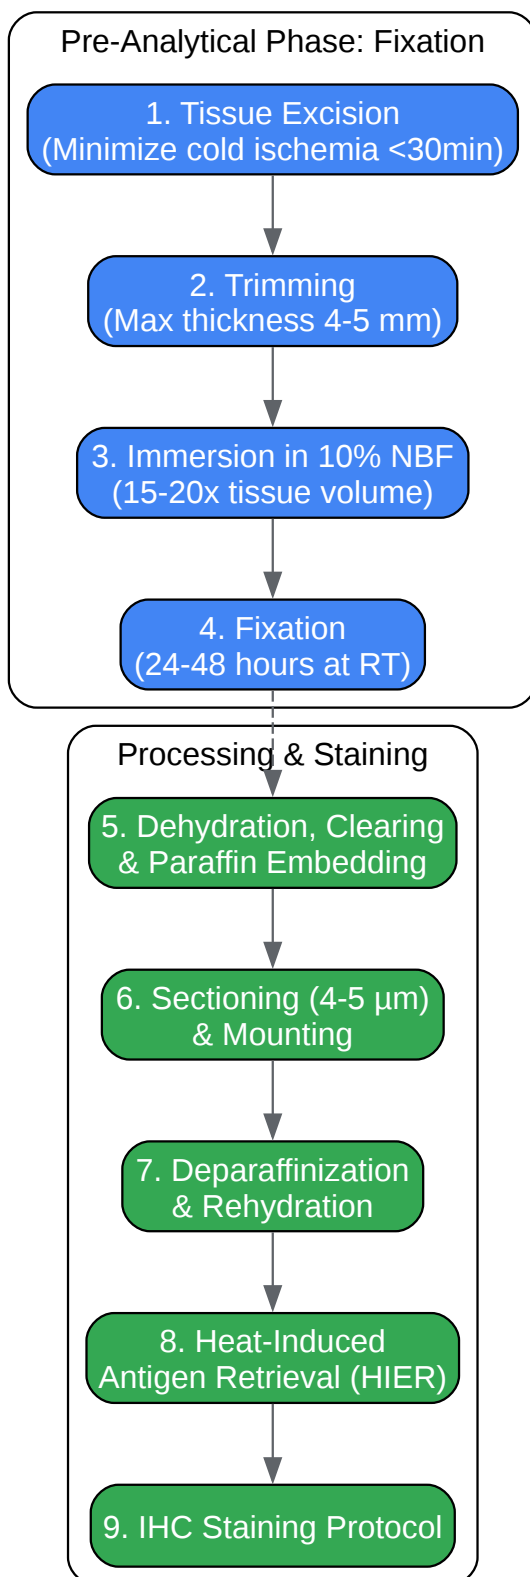 Pre-Analytical Phase: Fixation
1. Tissue Excision
(Minimize cold ischemia <30min)
2. Trimming
(Max thickness 4-5 mm)
3. Immersion in 10% NBF
(15-20x tissue volume)
4. Fixation
(24-48 hours at RT)
Processing & Staining
5. Dehydration, Clearing
& Paraffin Embedding
6. Sectioning (4-5 µm)
& Mounting
7. Deparaffinization
& Rehydration
8. Heat-Induced
Antigen Retrieval (HIER)
9. IHC Staining Protocol